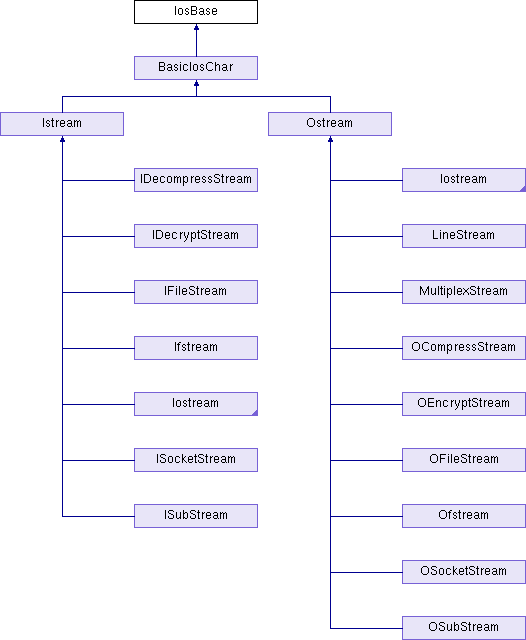 IosBase
BasicIosChar
Istream
Ostream
IDecompressStream
Iostream
IDecryptStream
LineStream
IFileStream
MultiplexStream
Ifstream
OCompressStream
Iostream
OEncryptStream
ISocketStream
OFileStream
ISubStream
Ofstream
OSocketStream
OSubStream